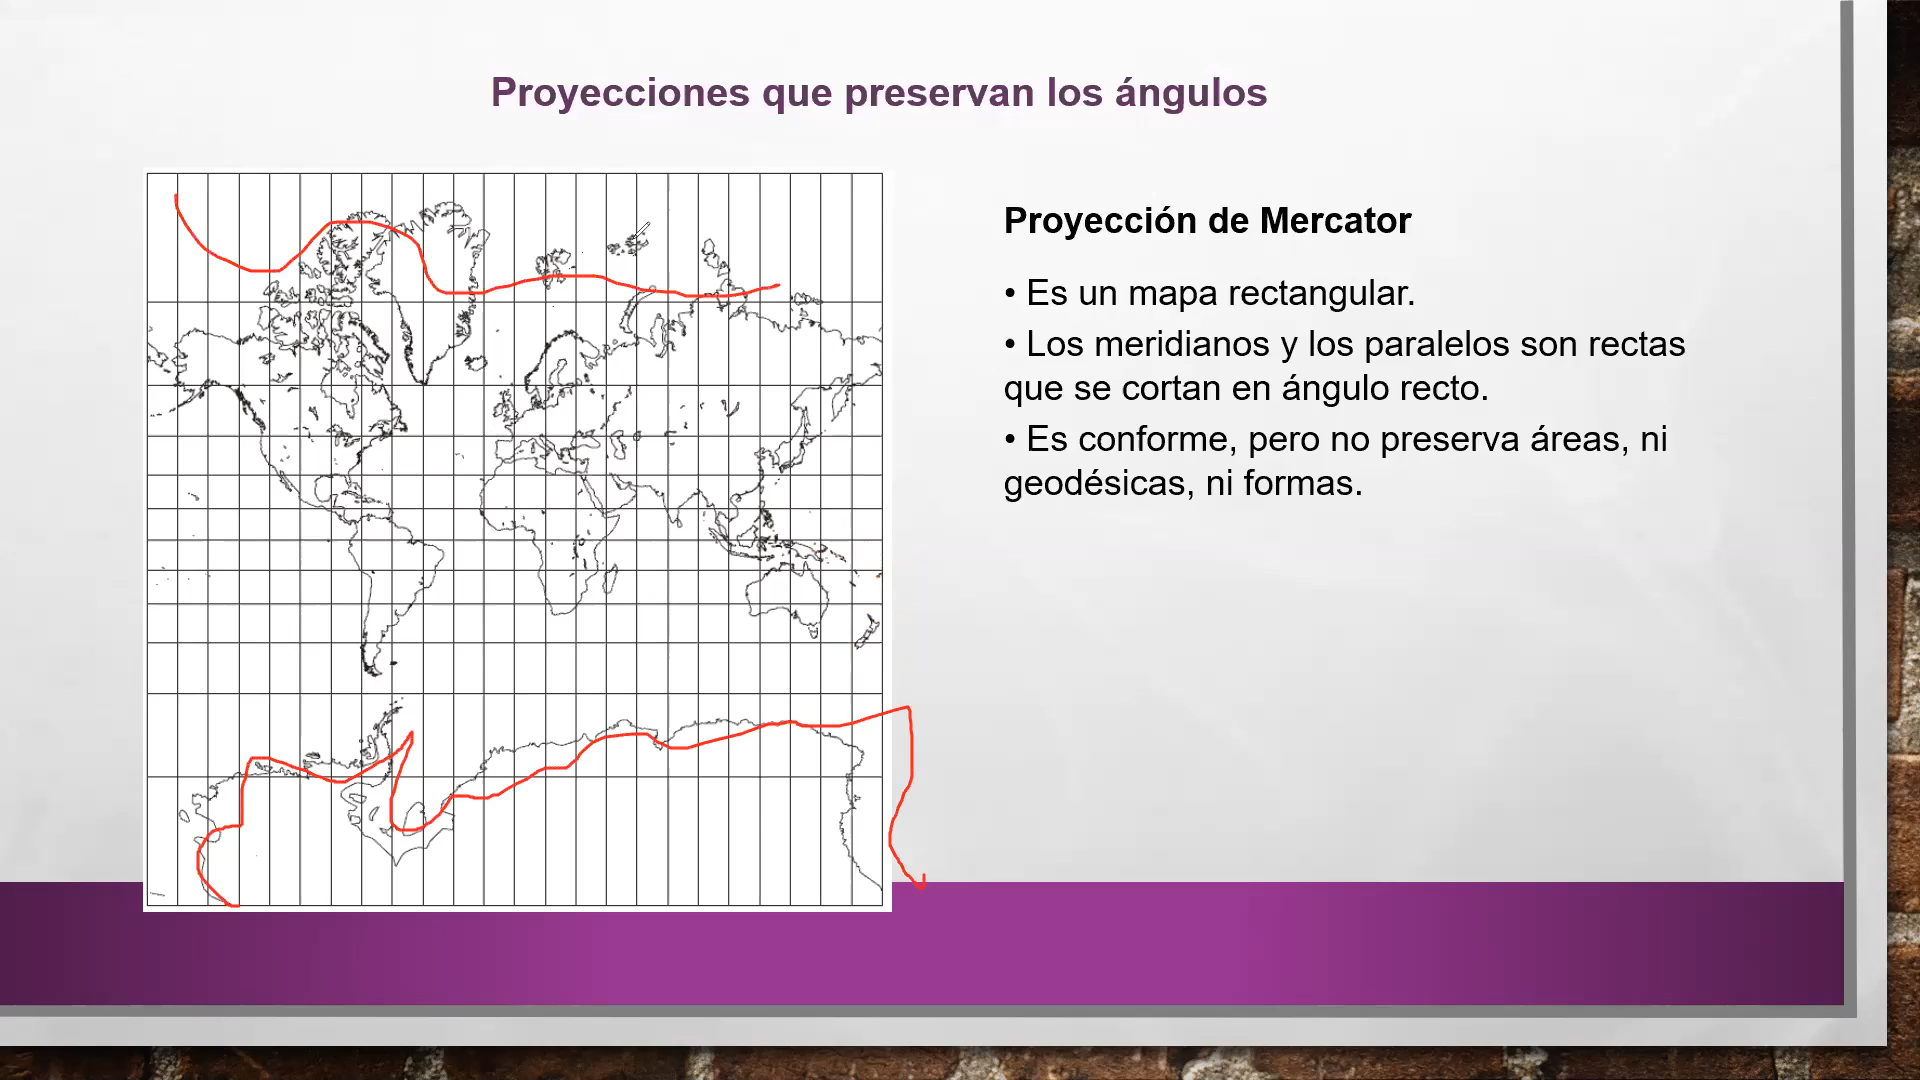 Proyecciones que preservan los ángulos
Proyección de Mercator
• Es un mapa rectangular.
• Los meridianos y los paralelos son rectas
que se cortan en ángulo recto.
• Es conforme, pero no preserva áreas, ni
geodésicas, ni formas.